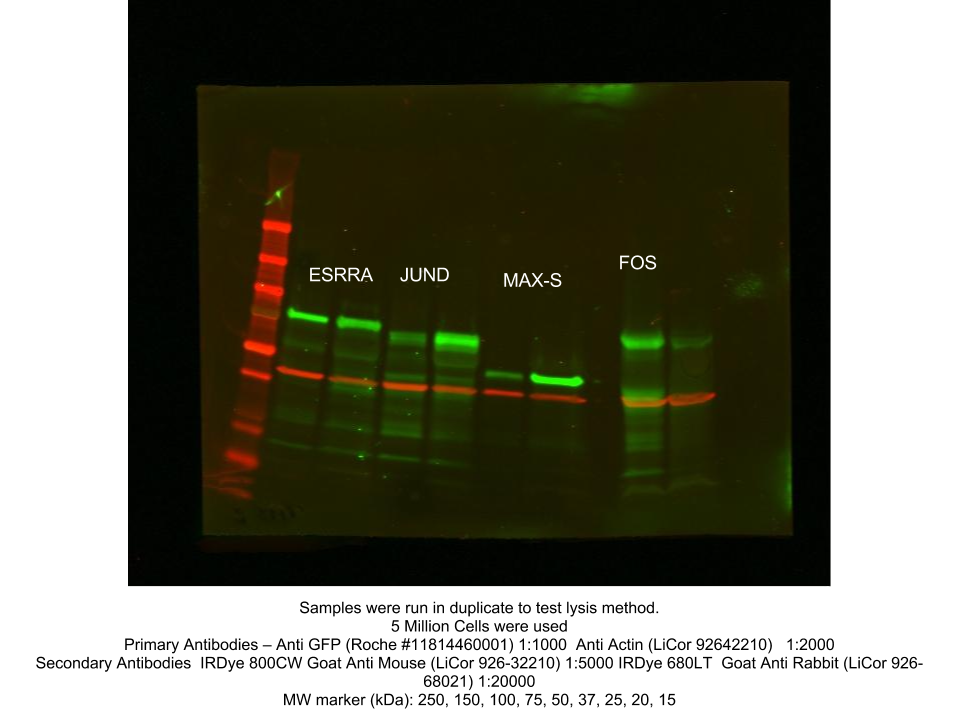 ESRRA JUND MAX-S FOS
Samples were run in duplicate to test lysis method.
5 Million Cells were used
Primary Antibodies – Anti GFP (Roche #11814460001) 1:1000  Anti Actin (LiCor 92642210)   1:2000
Secondary Antibodies  IRDye 800CW Goat Anti Mouse (LiCor 926-32210) 1:5000 IRDye 680LT  Goat Anti Rabbit (LiCor 926-
68021) 1:20000
MW marker (kDa): 250, 150, 100, 75, 50, 37, 25, 20, 15